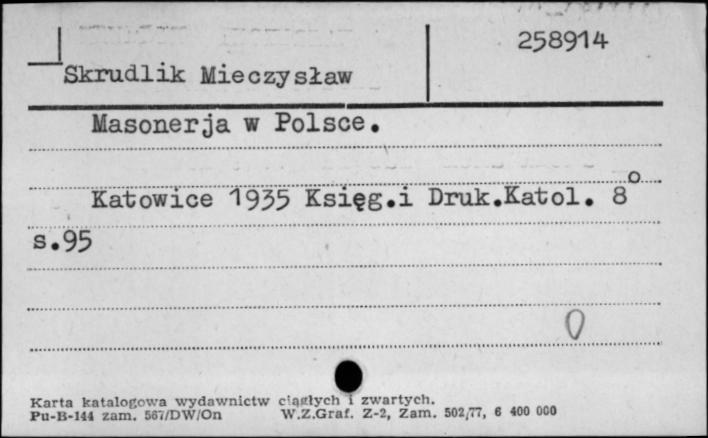 258914
Skrudlik Mieczysław
Masonerja w Polsce.
Katowice 1935 Księg.i Druk.Katol. 8°
s.95
Karta katalogowa wydawnictw ciągłych i zwartych.
Pu-B-144 zam. 567/DW/On W.Z.Graf. Z-2, Zam. 502/77, 6 400 000